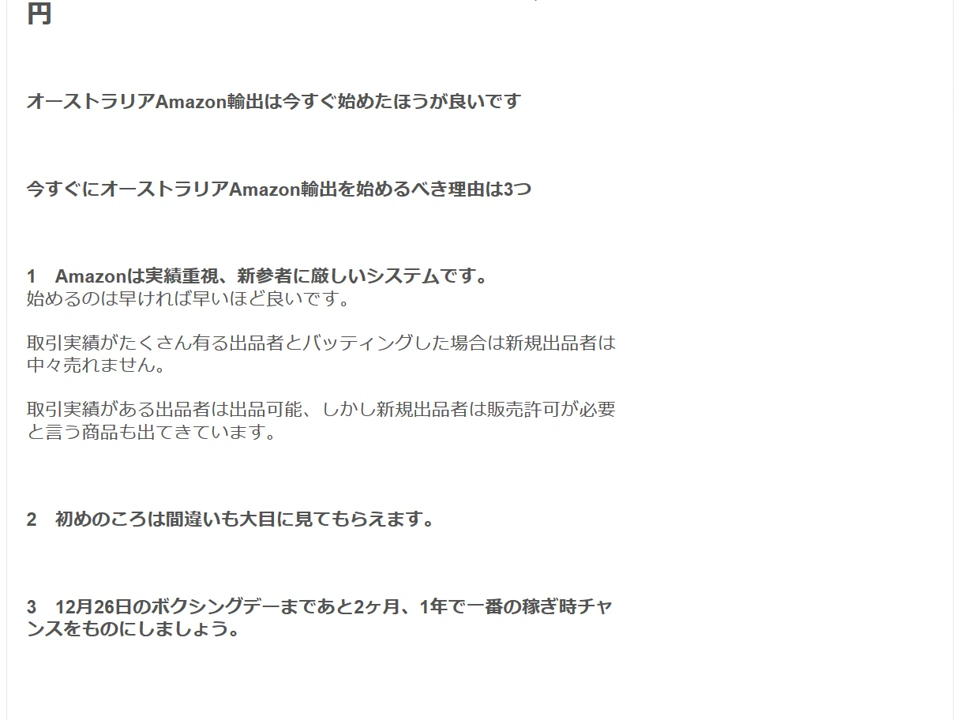 円
オーストラリアAmazon輸出は今すぐ始めたほうが良いです
今すぐにオーストラリアAmazon輸出を始めるべき理由は3つ
1　Amazonは実績重視、新参者に厳しいシステムです。
始めるのは早ければ早いほど良いです。
取引実績がたくさん有る出品者とバッティングした場合は新規出品者は
中々売れません。
取引実績がある出品者は出品可能、しかし新規出品者は販売許可が必要
と言う商品も出てきています。
2　初めのころは間違いも大目に見てもらえます。
3　12月26日のボクシングデーまであと2ヶ月、1年で一番の稼ぎ時チャ
ンスをものにしましょう。